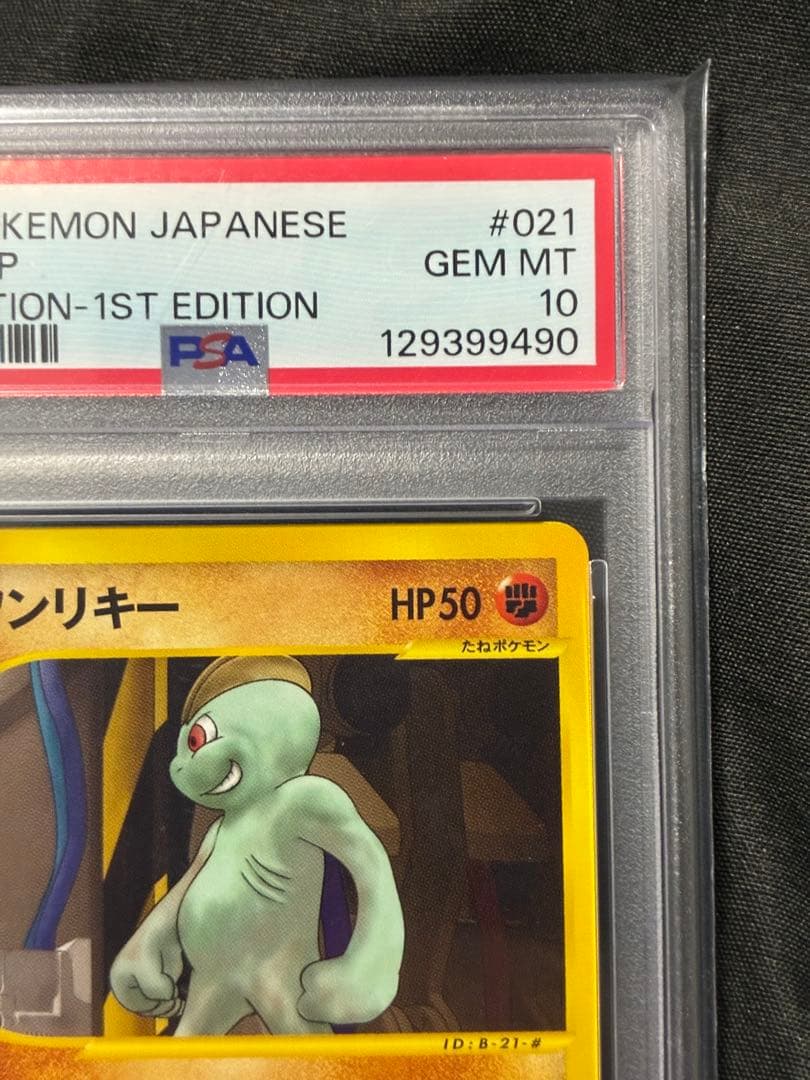 KEMON JAPANESE #021
P GEM MT
TION-1ST EDITION 10
PSA 129399490
ンリキー HP50
たねポケモン
ID:B-21-#